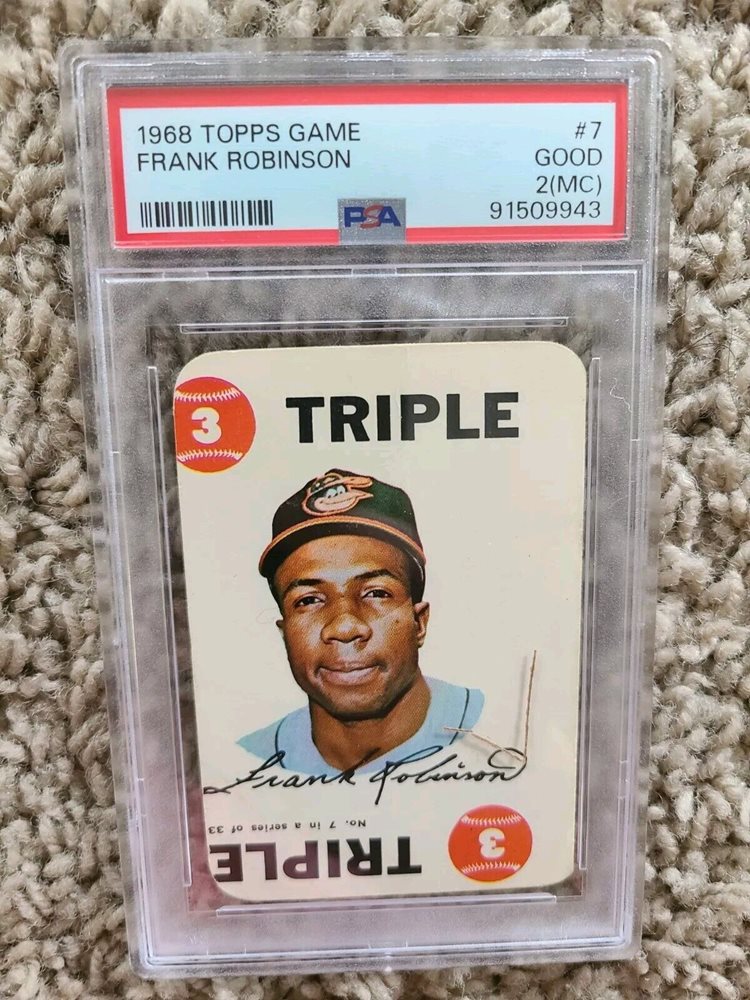 1968 TOPPS GAME #7
FRANK ROBINSON GOOD
2(MC)
PSA 91509943
3 TRIPLE
Frank Robinson
No. 7 in a series of 33
TRIPLE 3